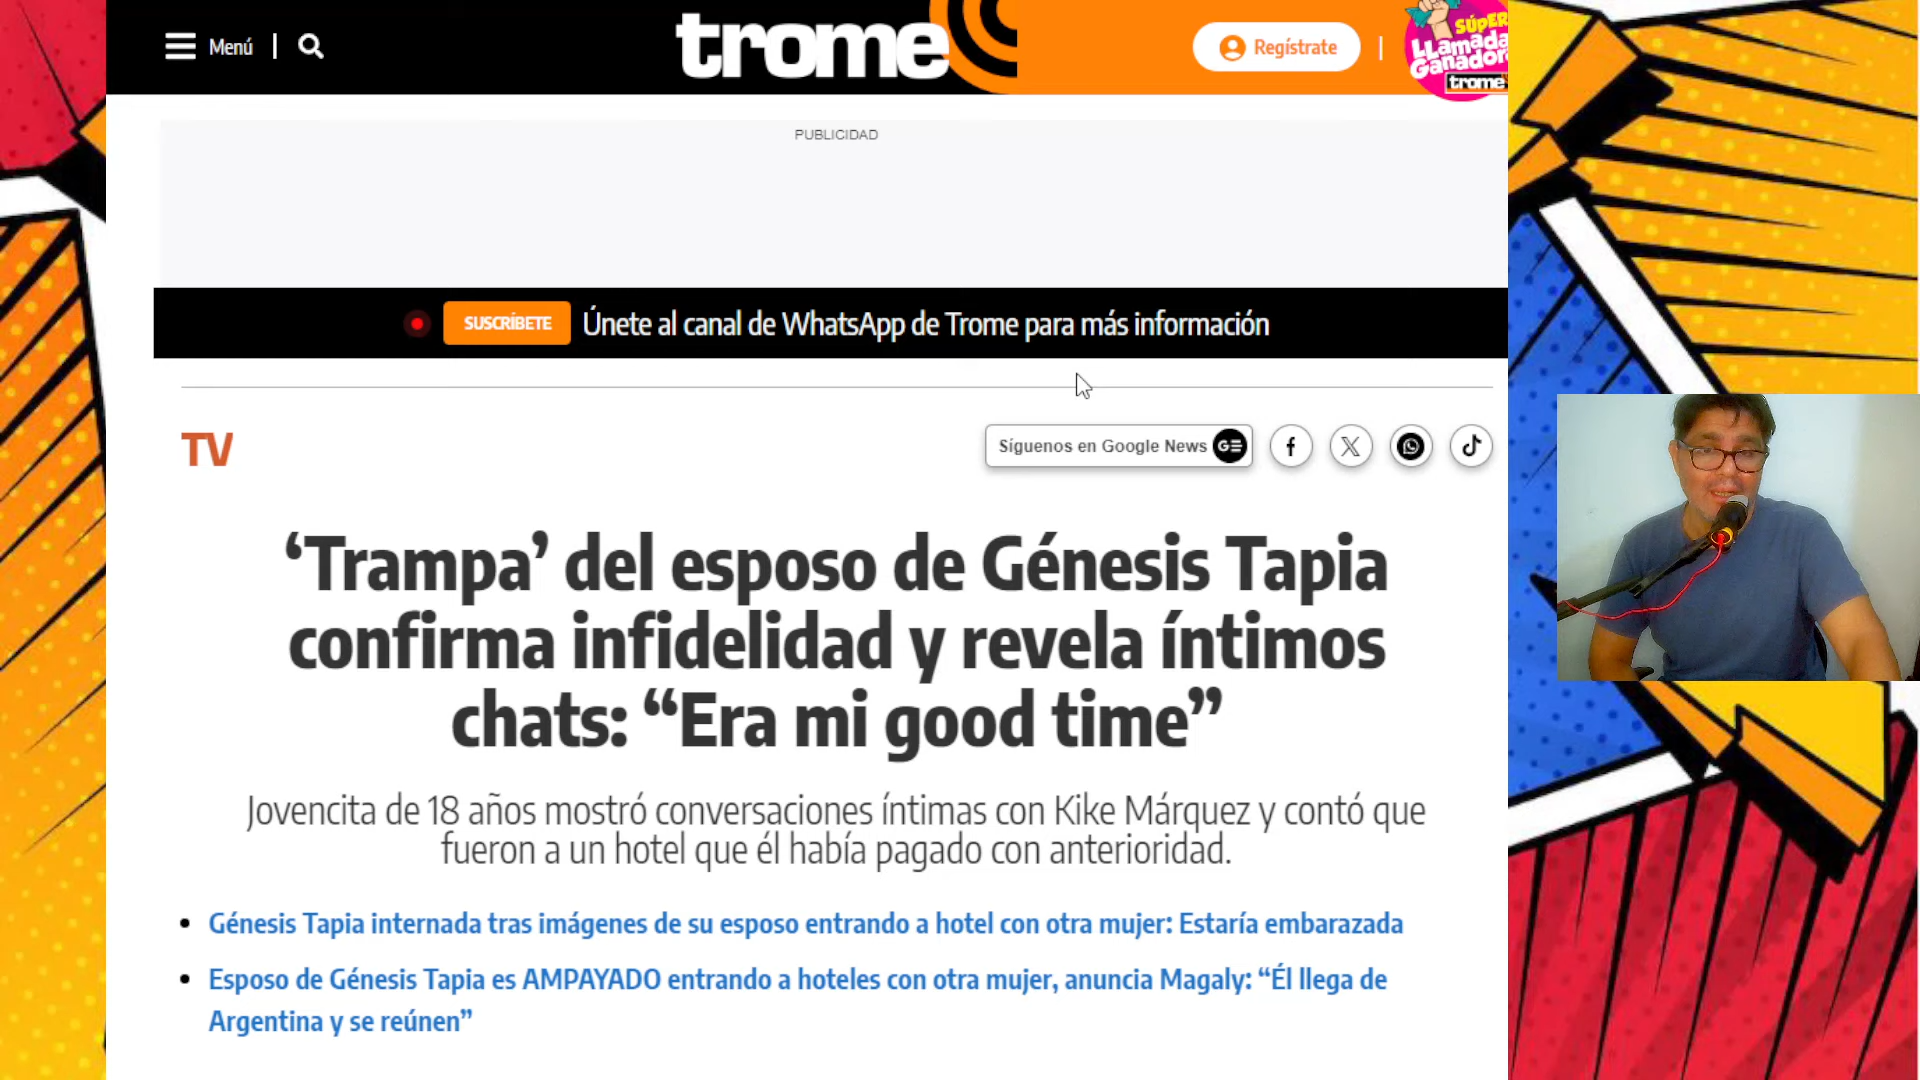 Menú
trome
Regístrate
SÚPER
LLamada
Ganadora
trome
PUBLICIDAD
SUSCRÍBETE Únete al canal de WhatsApp de Trome para más información
TV
Síguenos en Google News
‘Trampa’ del esposo de Génesis Tapia
confirma infidelidad y revela íntimos
chats: “Era mi good time”
Jovencita de 18 años mostró conversaciones íntimas con Kike Márquez y contó que
fueron a un hotel que él había pagado con anterioridad.
Génesis Tapia internada tras imágenes de su esposo entrando a hotel con otra mujer: Estaría embarazada
Esposo de Génesis Tapia es AMPAYADO entrando a hoteles con otra mujer, anuncia Magaly: “Él llega de
Argentina y se reúnen”